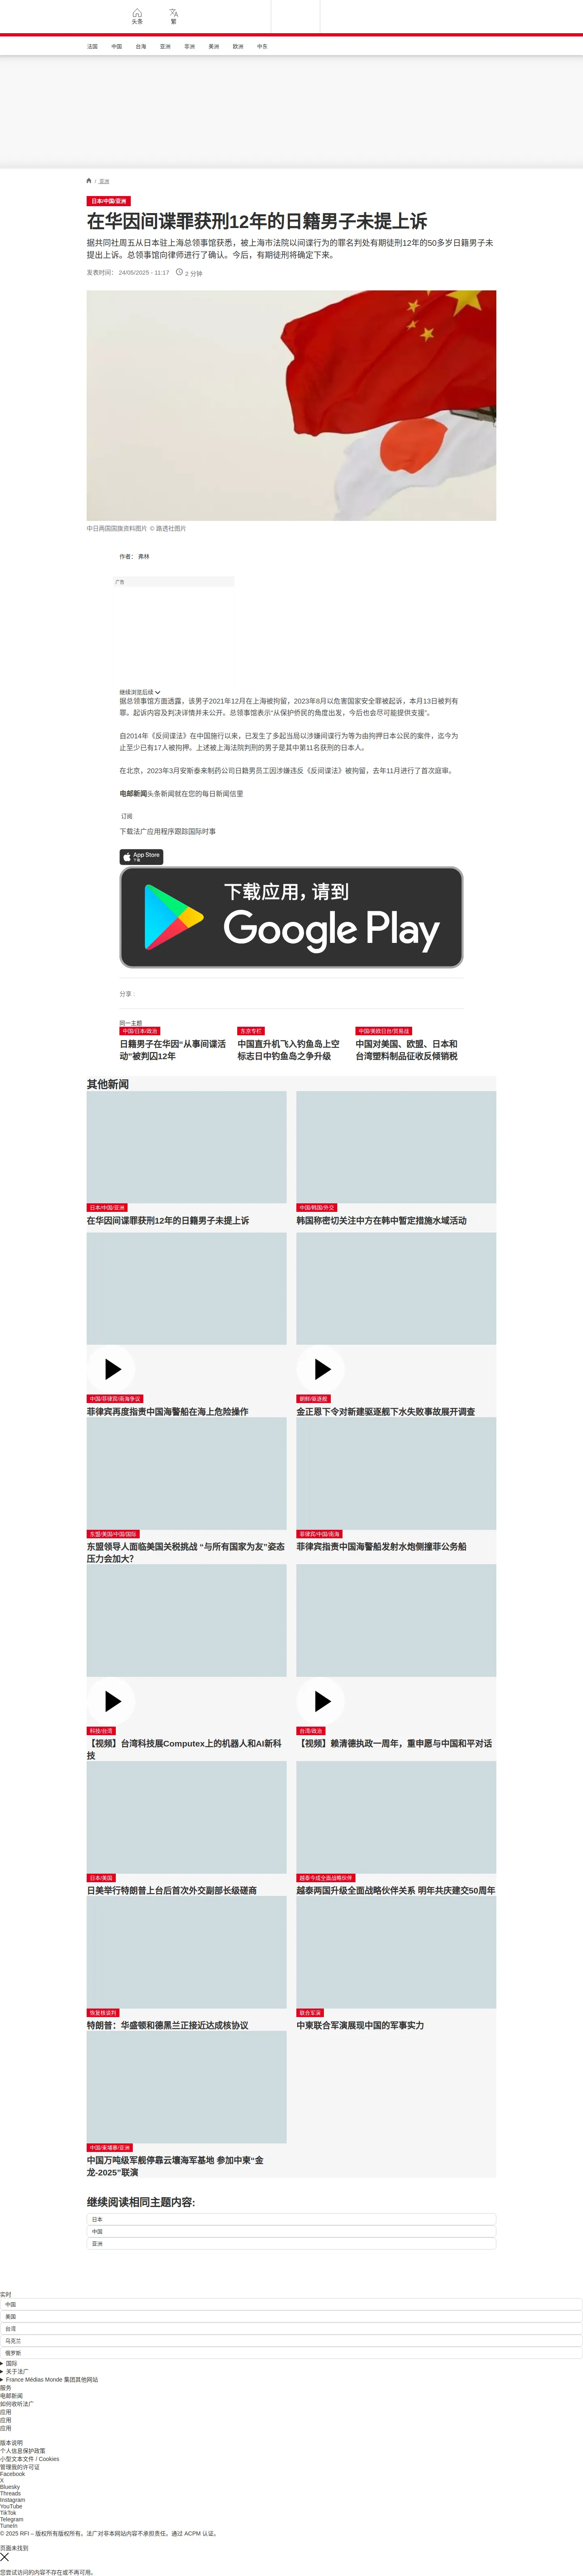 头条
繁
法国 中国 台海 亚洲 非洲 美洲 欧洲 中东
/ 亚洲
日本/中国/亚洲
在华因间谍罪获刑12年的日籍男子未提上诉
据共同社周五从日本驻上海总领事馆获悉，被上海市法院以间谍行为的罪名判处有期徒刑12年的50多岁日籍男子未
提出上诉。总领事馆向律师进行了确认。今后，有期徒刑将确定下来。
发表时间： 24/05/2025 - 11:17 2 分钟
中日两国国旗资料图片 © 路透社图片
作者： 弗林
广告
继续浏览后续
据总领事馆方面透露，该男子2021年12月在上海被拘留，2023年8月以危害国家安全罪被起诉，本月13日被判有
罪。起诉内容及判决详情并未公开。总领事馆表示“从保护侨民的角度出发，今后也会尽可能提供支援”。
自2014年《反间谍法》在中国施行以来，已发生了多起当局以涉嫌间谍行为等为由拘押日本公民的案件，迄今为
止至少已有17人被拘押。上述被上海法院判刑的男子是其中第11名获刑的日本人。
在北京，2023年3月安斯泰来制药公司日籍男员工因涉嫌违反《反间谍法》被拘留，去年11月进行了首次庭审。
电邮新闻头条新闻就在您的每日新闻信里
订阅
下载法广应用程序跟踪国际时事
App Store
下载
下载应用，请到
Google Play
分享 :
同一主题
中国/日本/政治
日籍男子在华因“从事间谍活
动”被判囚12年
东京专栏
中国直升机飞入钓鱼岛上空
标志日中钓鱼岛之争升级
中国/美欧日台/贸易战
中国对美国、欧盟、日本和
台湾塑料制品征收反倾销税
其他新闻
日本/中国/亚洲
在华因间谍罪获刑12年的日籍男子未提上诉
中国/韩国/外交
韩国称密切关注中方在韩中暂定措施水域活动
中国/菲律宾/南海争议
菲律宾再度指责中国海警船在海上危险操作
朝鲜/驱逐舰
金正恩下令对新建驱逐舰下水失败事故展开调查
东盟/美国/中国/国际
东盟领导人面临美国关税挑战 “与所有国家为友”姿态
压力会加大？
菲律宾/中国/南海
菲律宾指责中国海警船发射水炮侧撞菲公务船
科技/台湾
【视频】台湾科技展Computex上的机器人和AI新科
技
台湾/政治
【视频】赖清德执政一周年，重申愿与中国和平对话
日本/美国
日美举行特朗普上台后首次外交副部长级磋商
越泰今成全面战略伙伴
越泰两国升级全面战略伙伴关系 明年共庆建交50周年
恢复核谈判
特朗普：华盛顿和德黑兰正接近达成核协议
联合军演
中柬联合军演展现中国的军事实力
中国/柬埔寨/亚洲
中国万吨级军舰停靠云壤海军基地 参加中柬“金
龙-2025”联演
继续阅读相同主题内容:
日本
中国
亚洲
实时
中国
美国
台湾
乌克兰
俄罗斯
国际
关于法广
France Médias Monde 集团其他网站
服务
电邮新闻
如何收听法广
应用
应用
应用
版本说明
个人信息保护政策
小型文本文件 / Cookies
管理我的许可证
Facebook
X
Bluesky
Threads
Instagram
YouTube
TikTok
Telegram
TuneIn
© 2025 RFI – 版权所有版权所有。法广对非本网站内容不承担责任。通过 ACPM 认证。
页面未找到
您尝试访问的内容不存在或不再可用。